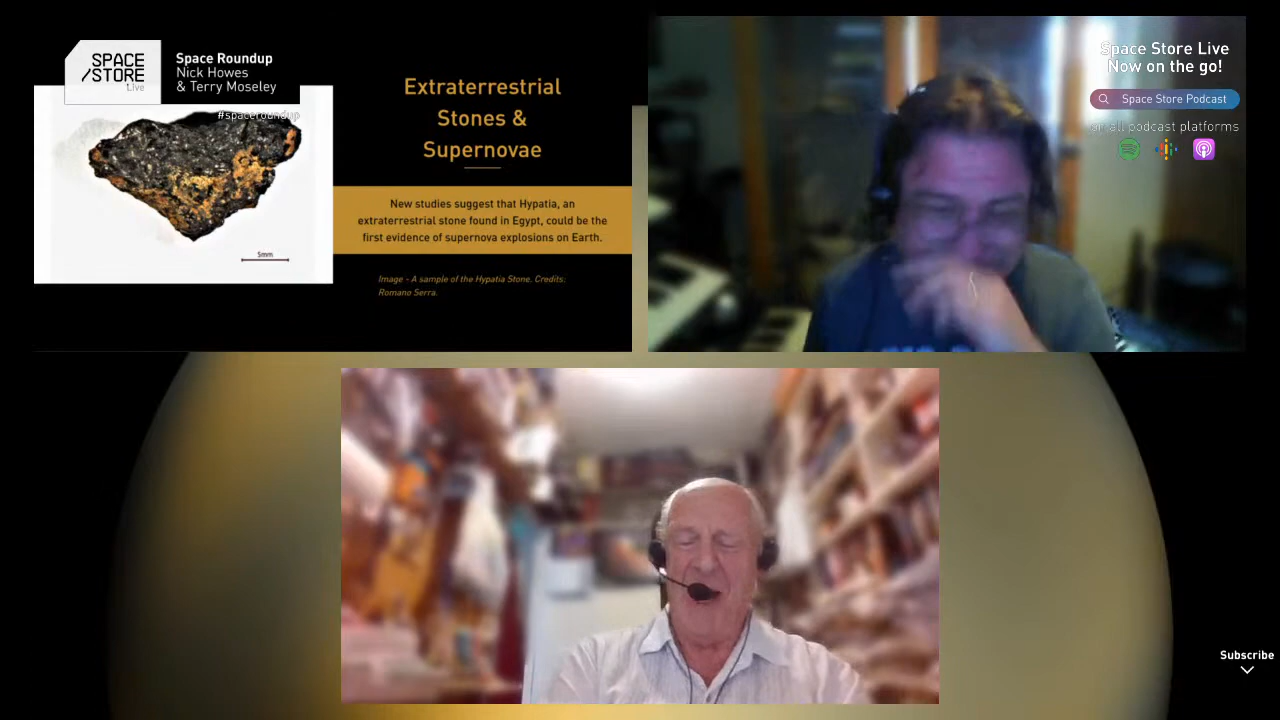 SPACE
/STORE
Live
Space Roundup
Nick Howes
& Terry Moseley
#spaceroundup
5mm
Extraterrestrial
Stones &
Supernovae
New studies suggest that Hypatia, an
extraterrestrial stone found in Egypt, could be the
first evidence of supernova explosions on Earth.
Image - A sample of the Hypatia Stone. Credits:
Romano Serra.
Space Store Live
Now on the go!
Space Store Podcast
on all podcast platforms
Subscribe